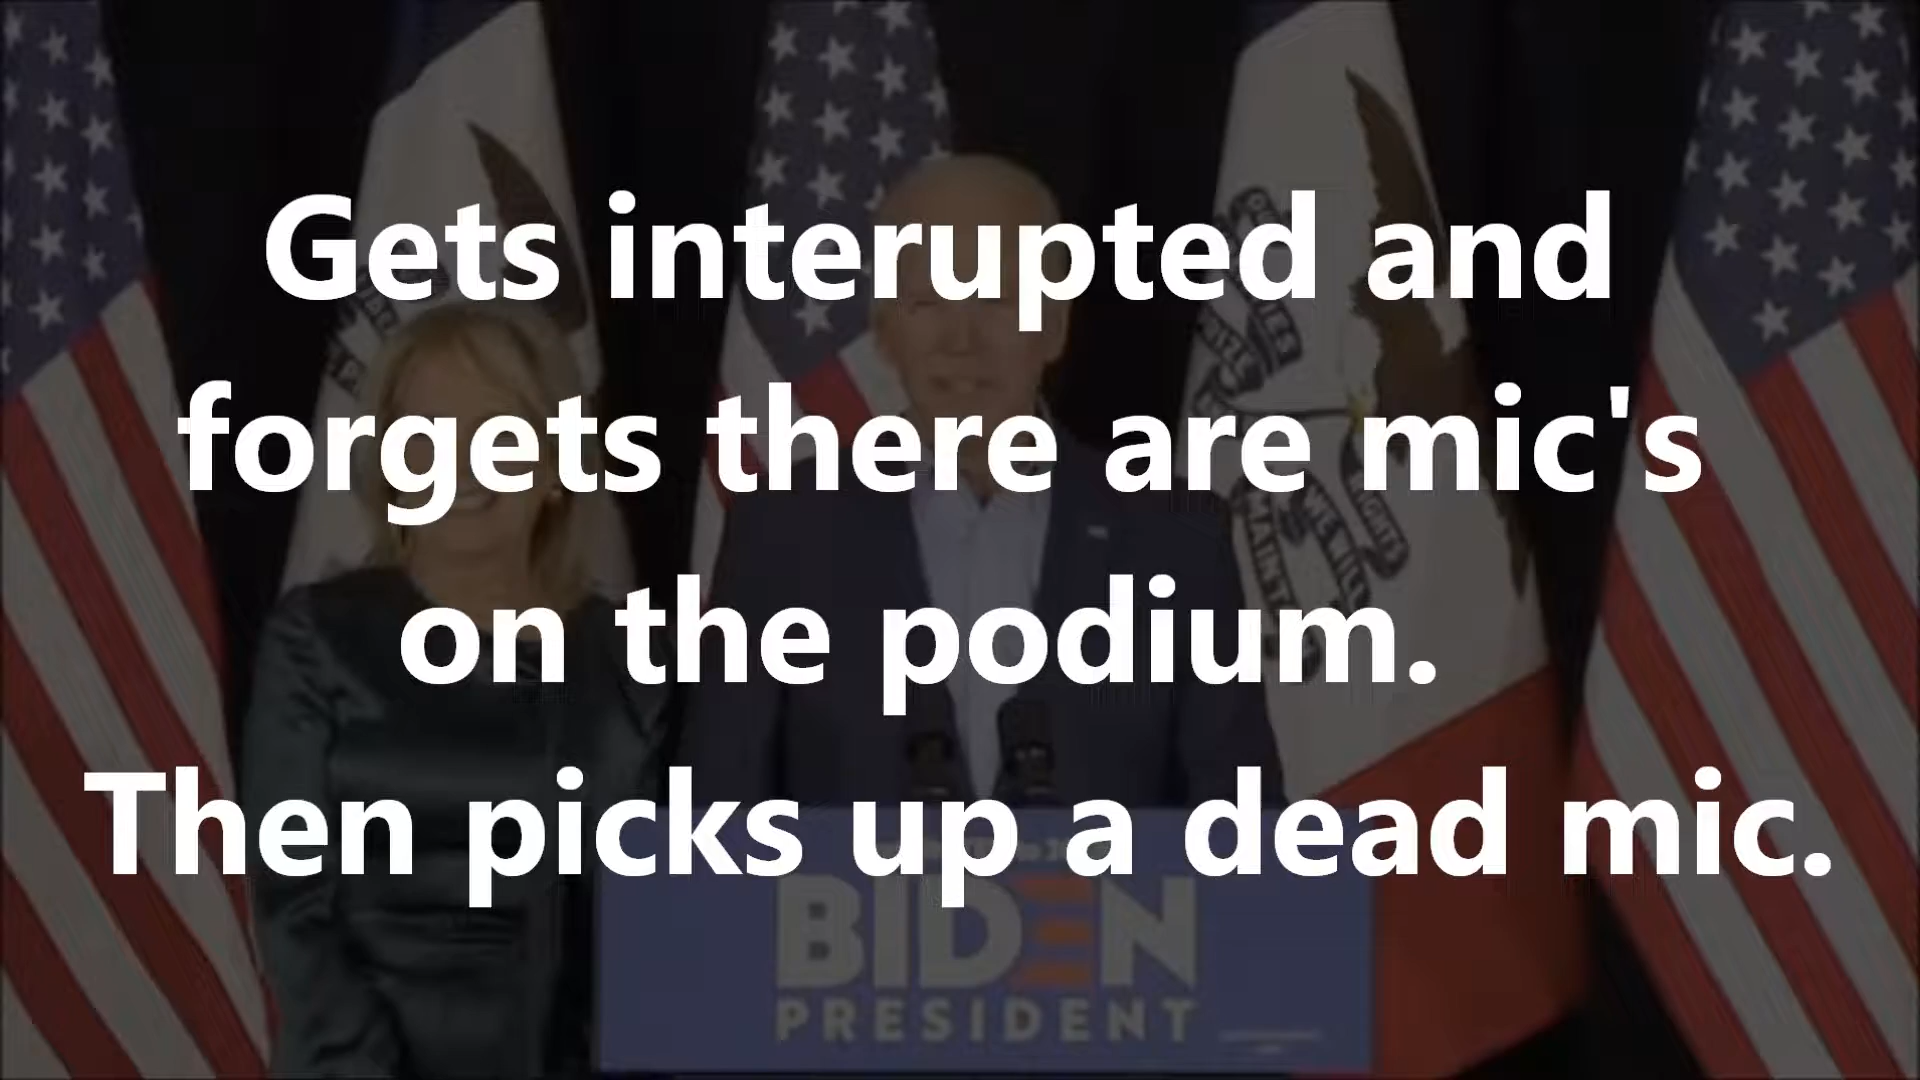 Gets interupted and
forgets there are mic's
on the podium.
Then picks up a dead mic.
BIDEN
PRESIDENT